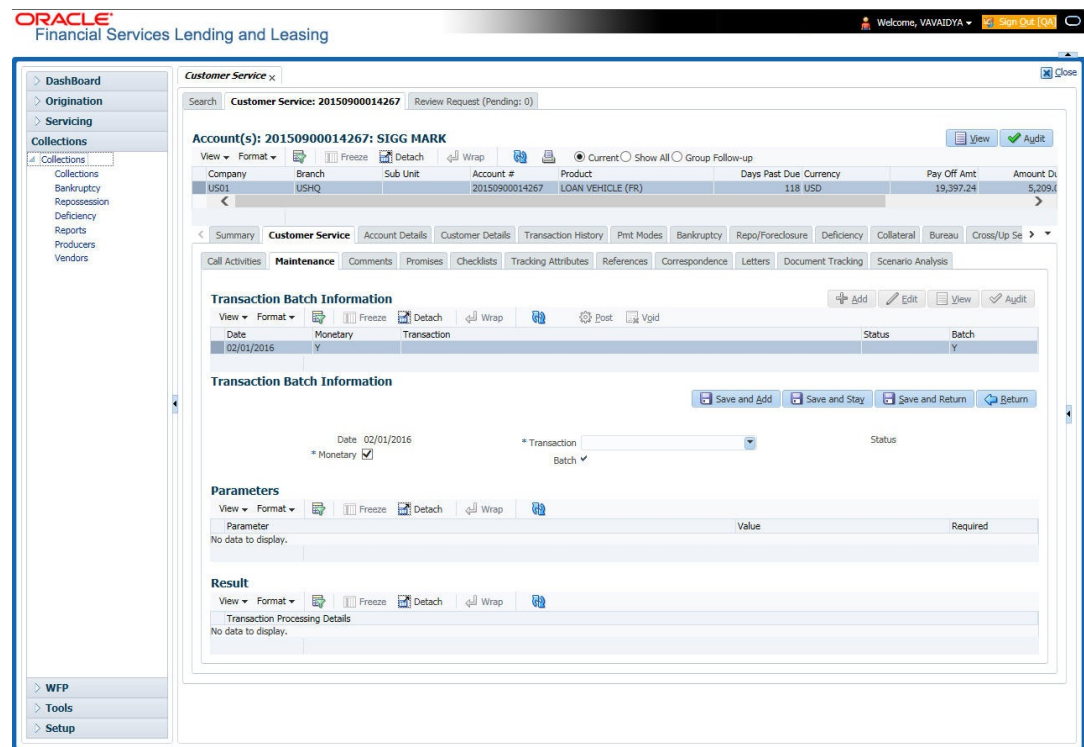 ORACLE
Financial Services Lending and Leasing
Welcome, VAVAIDYA
Sign Out [QA]
DashBoard
Origination
Servicing
Collections
Collections
Collections
Bankruptcy
Repossession
Deficiency
Reports
Producers
Vendors
WFP
Tools
Setup
Customer Service ×
Close
Search Customer Service: 20150900014267 Review Request (Pending: 0)
Account(s): 20150900014267: SIGG MARK
View Audit
View Format Freeze Detach Wrap Current Show All Group Follow-up
Company Branch Sub Unit Account # Product Days Past Due Currency Pay Off Amt Amount Du
US01 USHQ 20150900014267 LOAN VEHICLE (FR) 118 USD 19,397.24 5,209.0
Summary Customer Service Account Details Customer Details Transaction History Pmt Modes Bankruptcy Repo/Foreclosure Deficiency Collateral Bureau Cross/Up Se
Call Activities Maintenance Comments Promises Checklists Tracking Attributes References Correspondence Letters Document Tracking Scenario Analysis
Transaction Batch Information
Add Edit View Audit
View Format Freeze Detach Wrap Post Void
Date Monetary Transaction Status Batch
02/01/2016 Y Y
Transaction Batch Information
Save and Add Save and Stay Save and Return Return
Date 02/01/2016 * Transaction Status
* Monetary Batch
Parameters
View Format Freeze Detach Wrap
Parameter Value Required
No data to display.
Result
View Format Freeze Detach Wrap
Transaction Processing Details
No data to display.